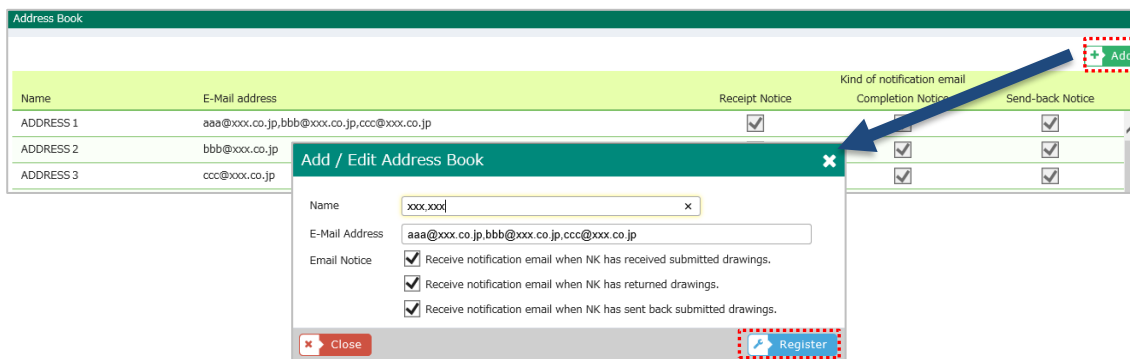 Address Book
Add
Kind of notification email
Name E-Mail address Receipt Notice Completion Notice Send-back Notice
ADDRESS 1 aaa@xxx.co.jp,bbb@xxx.co.jp,ccc@xxx.co.jp
ADDRESS 2 bbb@xxx.co.jp
ADDRESS 3 ccc@xxx.co.jp
Add / Edit Address Book
Name xxx,xxx
E-Mail Address aaa@xxx.co.jp,bbb@xxx.co.jp,ccc@xxx.co.jp
Email Notice Receive notification email when NK has received submitted drawings.
Receive notification email when NK has returned drawings.
Receive notification email when NK has sent back submitted drawings.
Close Register